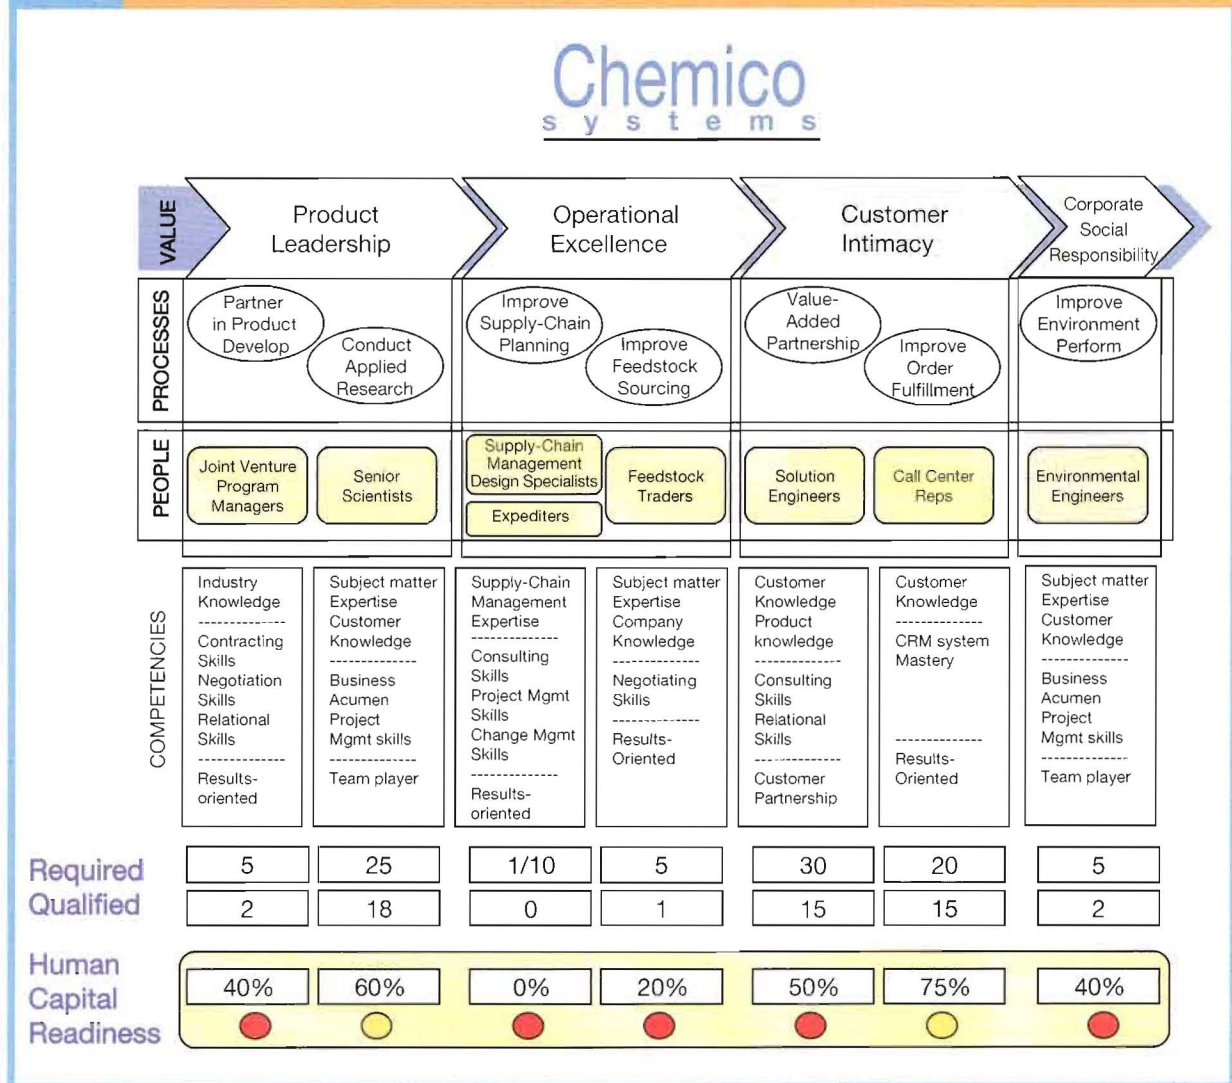 Chemico
systems
VALUE
Product
Leadership
Operational
Excellence
Customer
Intimacy
Corporate
Social
Responsibility
PROCESSES
Partner
in Product
Develop
Conduct
Applied
Research
Improve
Supply-Chain
Planning
Improve
Feedstock
Sourcing
Value-
Added
Partnership
Improve
Order
Fulfillment
Improve
Environment
Perform
PEOPLE
Joint Venture
Program
Managers
Senior
Scientists
Supply-Chain
Management
Design Specialists
Expediters
Feedstock
Traders
Solution
Engineers
Call Center
Reps
Environmental
Engineers
COMPETENCIES
Industry
Knowledge
-------------
Contracting
Skills
Negotiation
Skills
Relational
Skills
-------------
Results-
oriented
Subject matter
Expertise
Customer
Knowledge
-------------
Business
Acumen
Project
Mgmt skills
-------------
Team player
Supply-Chain
Management
Expertise
-------------
Consulting
Skills
Project Mgmt
Skills
Change Mgmt
Skills
-------------
Results-
oriented
Subject matter
Expertise
Company
Knowledge
-------------
Negotiating
Skills
-------------
Results-
Oriented
Customer
Knowledge
Product
knowledge
-------------
Consulting
Skills
Relational
Skills
-------------
Customer
Partnership
Customer
Knowledge
-------------
CRM system
Mastery
-------------
Results-
Oriented
Subject matter
Expertise
Customer
Knowledge
-------------
Business
Acumen
Project
Mgmt skills
-------------
Team player
Required
5 25 1/10 5 30 20 5
Qualified
2 18 0 1 15 15 2
Human
Capital
Readiness
40% 60% 0% 20% 50% 75% 40%